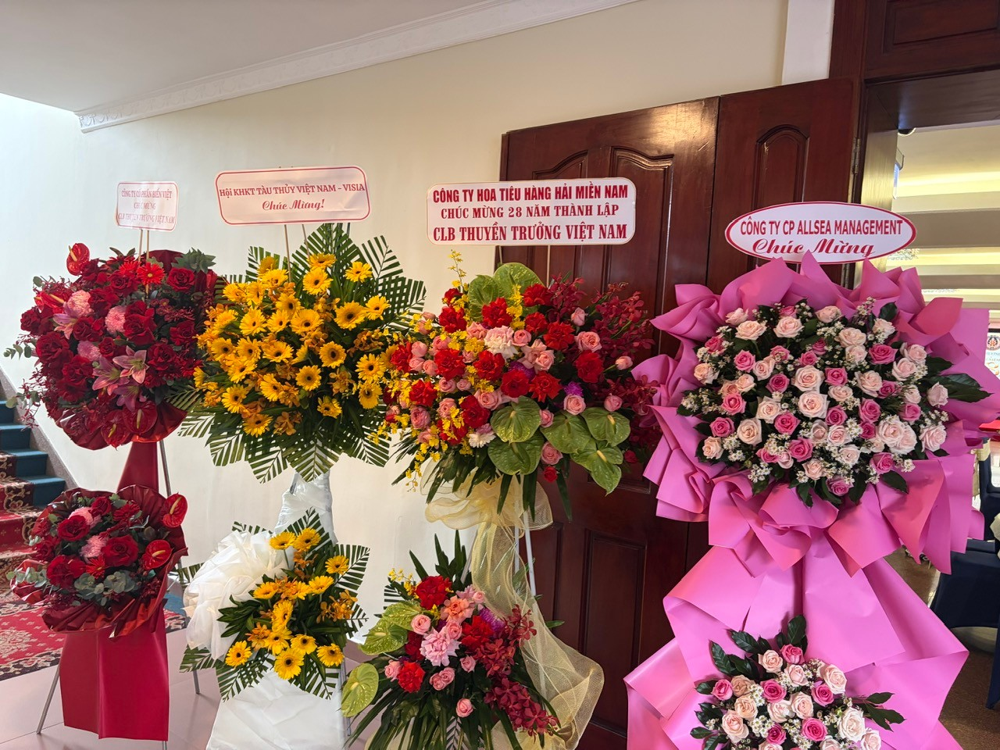 CÔNG TY CỔ PHẦN BIỂN VIỆT
CHÚC MỪNG
CLB THUYỀN TRƯỞNG VIỆT NAM
HỘI KHKT TÀU THỦY VIỆT NAM - VISIA
Chúc Mừng!
CÔNG TY HOA TIÊU HÀNG HẢI MIỀN NAM
CHÚC MỪNG 28 NĂM THÀNH LẬP
CLB THUYỀN TRƯỞNG VIỆT NAM
CÔNG TY CP ALLSEA MANAGEMENT
Chúc Mừng